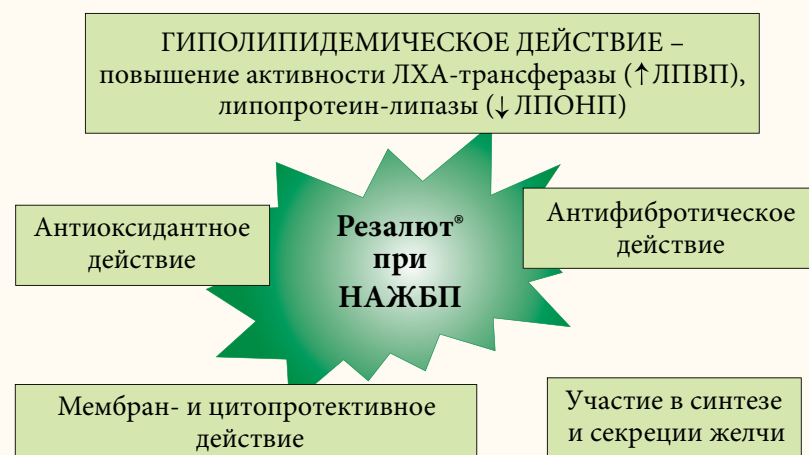 ГИПОЛИПИДЕМИЧЕСКОЕ ДЕЙСТВИЕ –
повышение активности ЛХА-трансферазы (↑ЛПВП),
липопротеин-липазы (↓ЛПОНП)
Антиоксидантное
действие
Резалют®
при
НАЖБП
Антифибротическое
действие
Мембран- и цитопротективное
действие
Участие в синтезе
и секреции желчи